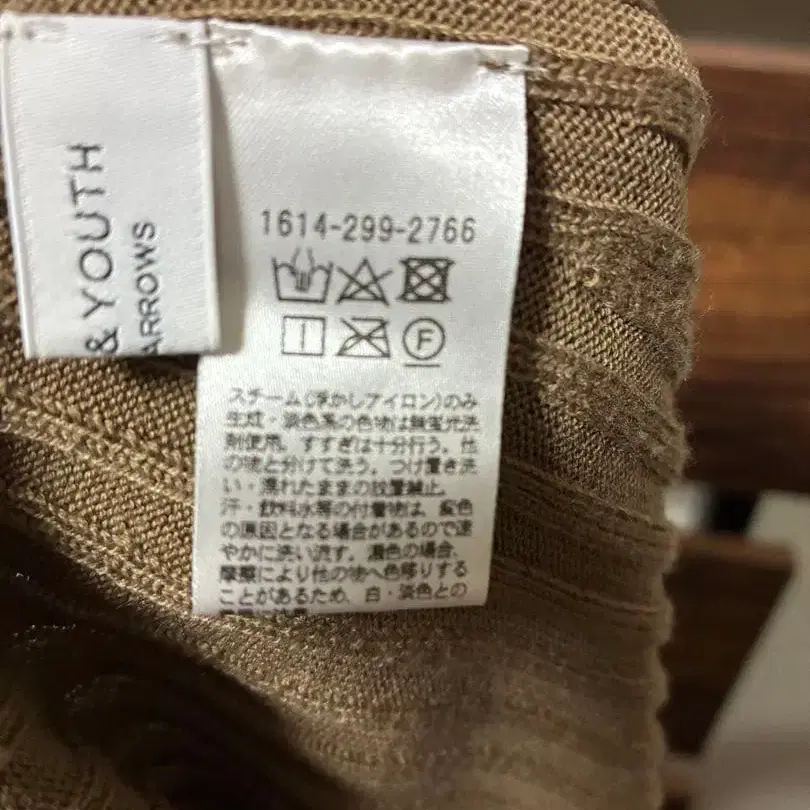 & YOUTH
ARROWS
1614-299-2766
F
スチーム(浮かしアイロン)のみ
生成・淡色系の色物は無蛍光洗
剤使用。すすぎは十分行う。他
の物と分けて洗う。つけ置き洗
い・濡れたままの放置厳禁。
汗・飲料水等の付着物は、変色
の原因となる場合があるので速
やかに洗い流す。濃色の場合、
摩擦により他の物へ色移りする
ことがあるため、白・淡色との